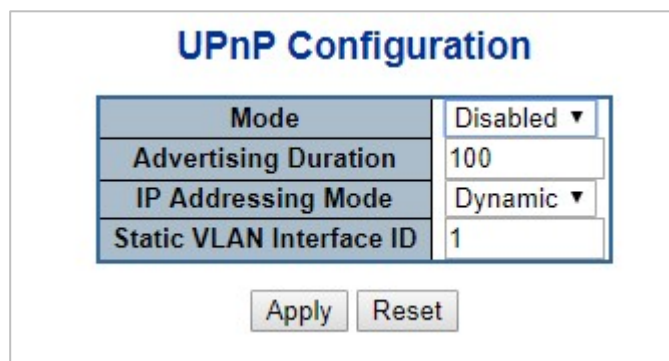 UPnP Configuration
Mode Disabled
Advertising Duration 100
IP Addressing Mode Dynamic
Static VLAN Interface ID 1
Apply Reset